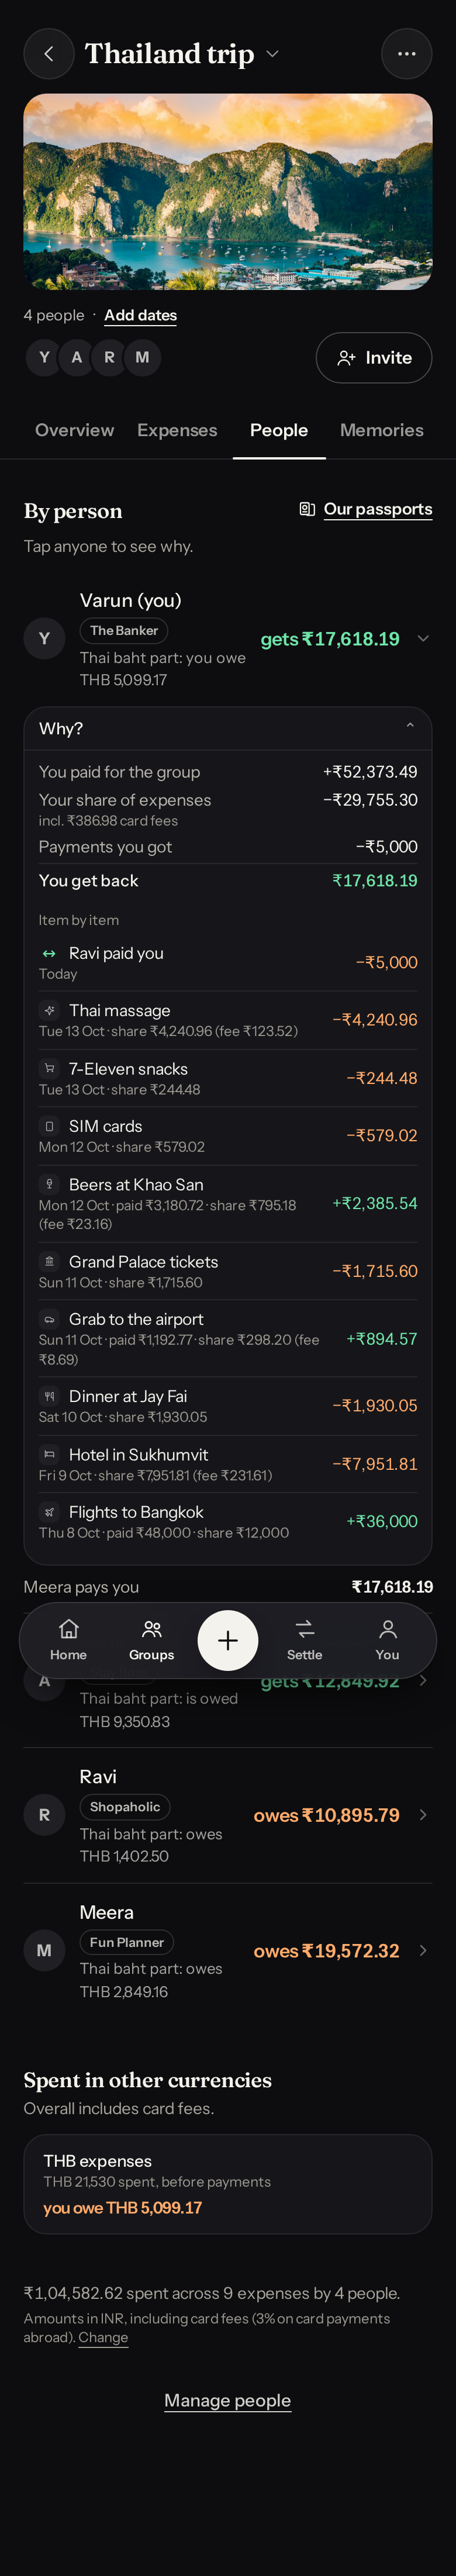 Thailand trip
4 people · Add dates
Y A R M
Invite
Overview Expenses People Memories
By person
Our passports
Tap anyone to see why.
Varun (you)
Y
The Banker
gets ₹17,618.19
Thai baht part: you owe
THB 5,099.17
Why?
You paid for the group +₹52,373.49
Your share of expenses −₹29,755.30
incl. ₹386.98 card fees
Payments you got −₹5,000
You get back ₹17,618.19
Item by item
Ravi paid you −₹5,000
Today
Thai massage −₹4,240.96
Tue 13 Oct · share ₹4,240.96 (fee ₹123.52)
7-Eleven snacks −₹244.48
Tue 13 Oct · share ₹244.48
SIM cards −₹579.02
Mon 12 Oct · share ₹579.02
Beers at Khao San +₹2,385.54
Mon 12 Oct · paid ₹3,180.72 · share ₹795.18
(fee ₹23.16)
Grand Palace tickets −₹1,715.60
Sun 11 Oct · share ₹1,715.60
Grab to the airport +₹894.57
Sun 11 Oct · paid ₹1,192.77 · share ₹298.20 (fee
₹8.69)
Dinner at Jay Fai −₹1,930.05
Sat 10 Oct · share ₹1,930.05
Hotel in Sukhumvit −₹7,951.81
Fri 9 Oct · share ₹7,951.81 (fee ₹231.61)
Flights to Bangkok +₹36,000
Thu 8 Oct · paid ₹48,000 · share ₹12,000
Meera pays you ₹17,618.19
Home Groups Settle You
A
gets ₹12,849.92
Thai baht part: is owed
THB 9,350.83
Ravi
R
Shopaholic
owes ₹10,895.79
Thai baht part: owes
THB 1,402.50
Meera
M
Fun Planner
owes ₹19,572.32
Thai baht part: owes
THB 2,849.16
Spent in other currencies
Overall includes card fees.
THB expenses
THB 21,530 spent, before payments
you owe THB 5,099.17
₹1,04,582.62 spent across 9 expenses by 4 people.
Amounts in INR, including card fees (3% on card payments
abroad). Change
Manage people